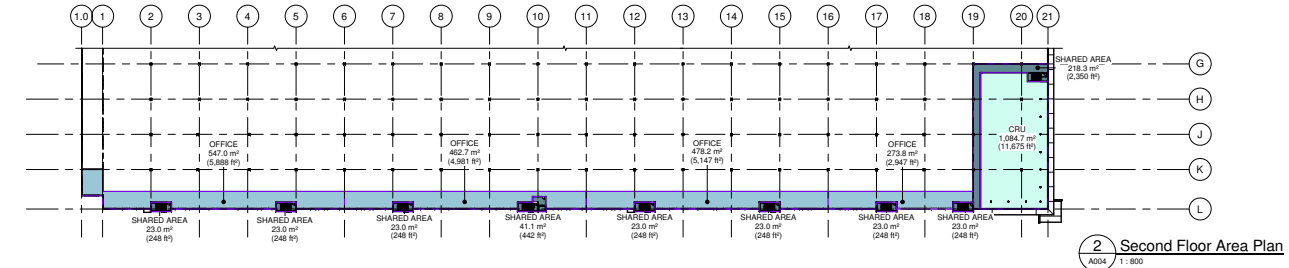 1.0 1 2 3 4 5 6 7 8 9 10 11 12 13 14 15 16 17 18 19 20 21
SHARED AREA
218.3 m²
(2,350 ft²)
G
H
CRU
1,084.7 m²
(11,675 ft²)
J
OFFICE
547.0 m²
(5,888 ft²)
OFFICE
462.7 m²
(4,981 ft²)
OFFICE
478.2 m²
(5,147 ft²)
OFFICE
273.8 m²
(2,947 ft²)
K
L
SHARED AREA
23.0 m²
(248 ft²)
SHARED AREA
23.0 m²
(248 ft²)
SHARED AREA
23.0 m²
(248 ft²)
SHARED AREA
41.1 m²
(442 ft²)
SHARED AREA
23.0 m²
(248 ft²)
SHARED AREA
23.0 m²
(248 ft²)
SHARED AREA
23.0 m²
(248 ft²)
SHARED AREA
23.0 m²
(248 ft²)
2 Second Floor Area Plan
A004 1 : 800